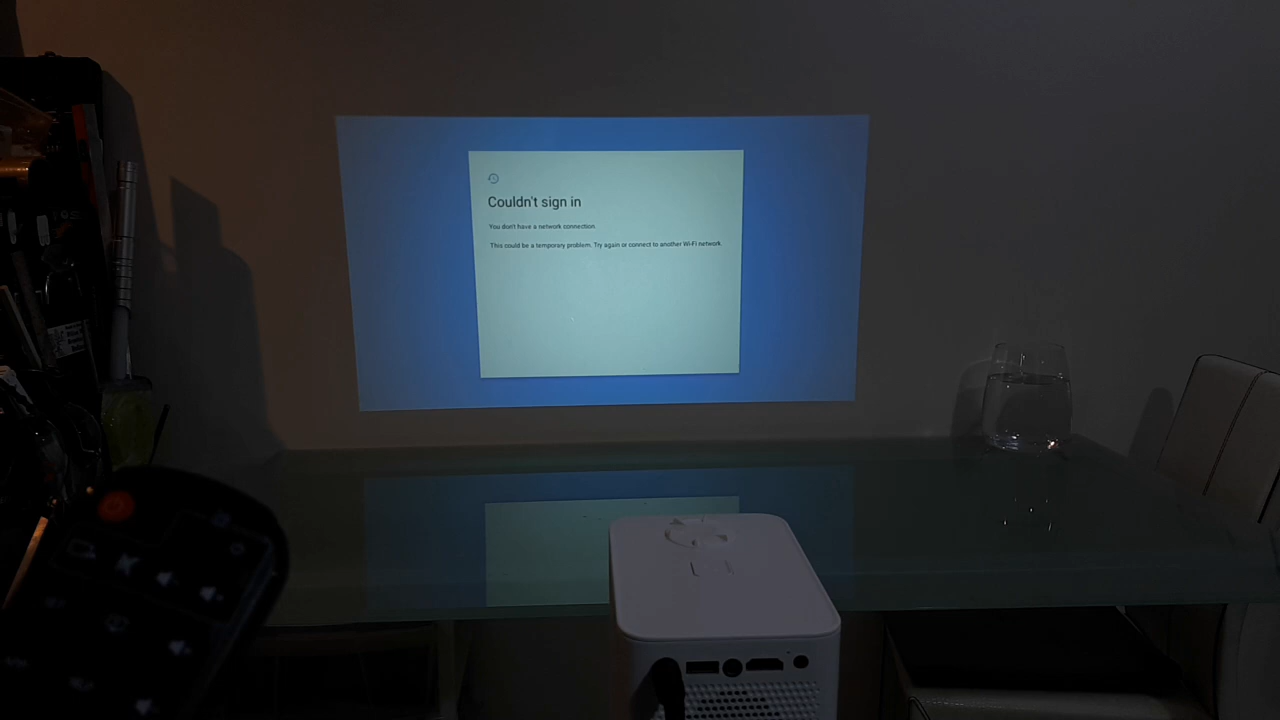 Couldn't sign in
You don't have a network connection.
This could be a temporary problem. Try again or connect to another Wi-Fi network.